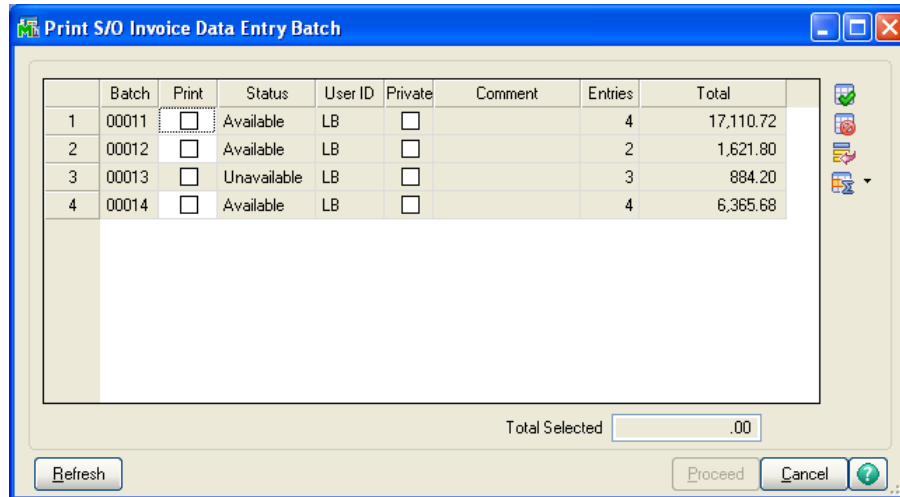 Print S/O Invoice Data Entry Batch
Batch Print Status User ID Private Comment Entries Total
1 00011 Available LB 4 17,110.72
2 00012 Available LB 2 1,621.80
3 00013 Unavailable LB 3 884.20
4 00014 Available LB 4 6,365.68
Total Selected .00
Refresh Proceed Cancel ?